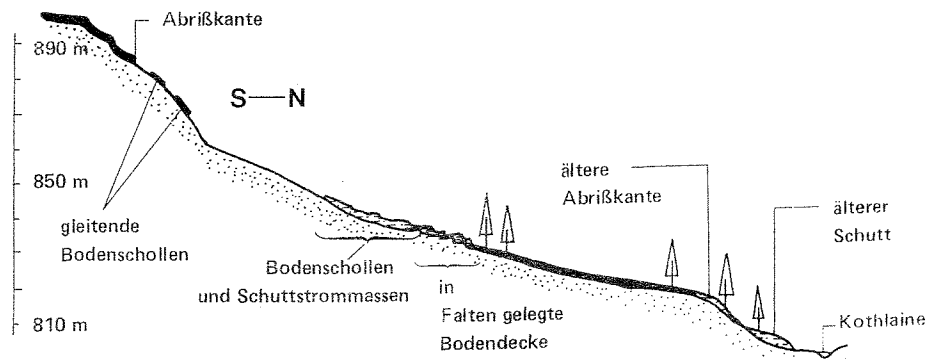 Abrißkante
890 m
S—N
850 m
gleitende
Bodenschollen
Bodenschollen
und Schuttstrommassen
in
Falten gelegte
Bodendecke
ältere
Abrißkante
älterer
Schutt
810 m
Kothlaine